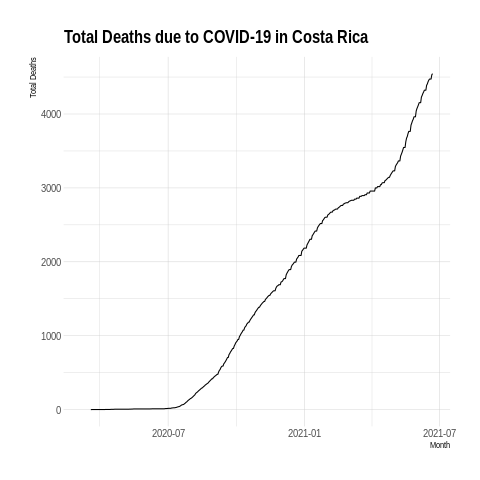 Total Deaths due to COVID-19 in Costa Rica
Total Deaths
4000
3000
2000
1000
0
2020-07
2021-01
2021-07
Month